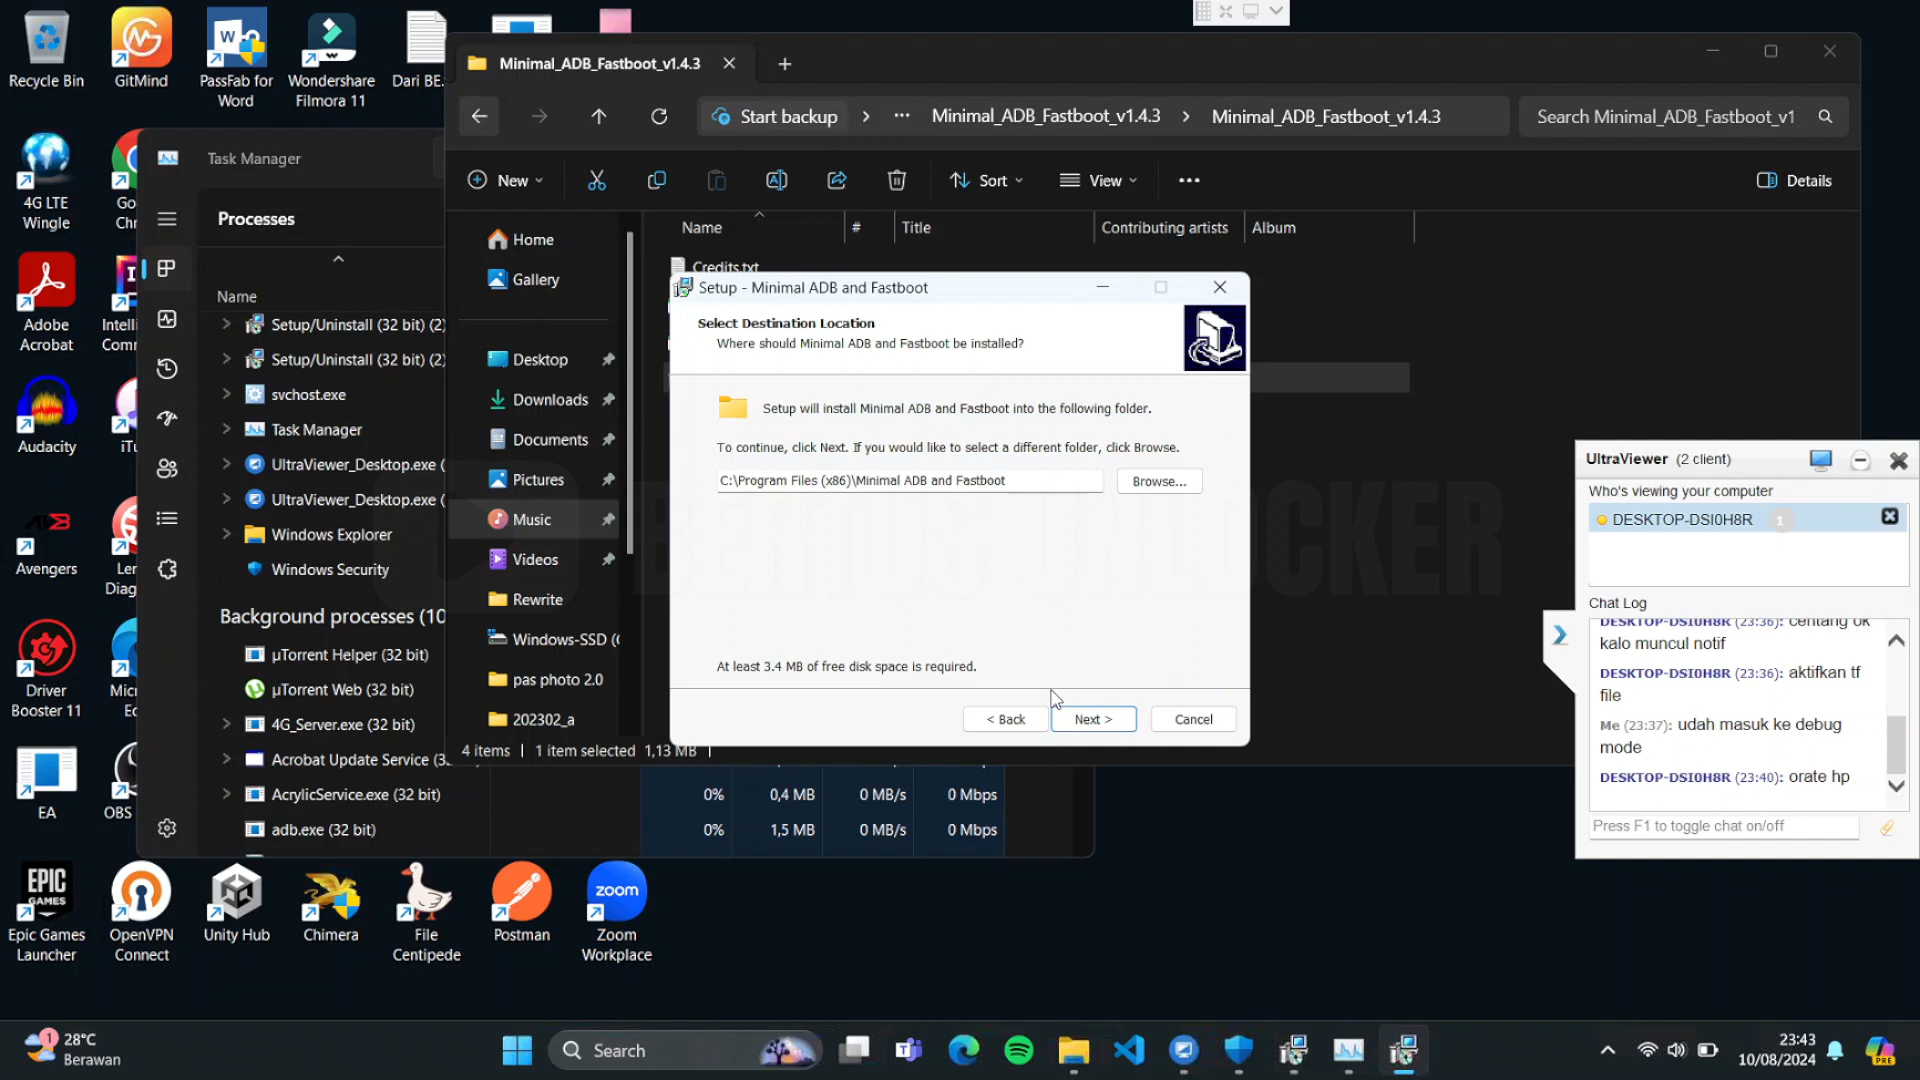 Recycle Bin
GitMind
PassFab for
Word
Wondershare
Filmora 11
Dari BE.
4G LTE
Wingle
Adobe
Acrobat
Audacity
Avengers
Driver
Booster 11
EA
OBS
Epic Games
Launcher
OpenVPN
Connect
Unity Hub
Chimera
File
Centipede
Postman
zoom
Zoom
Workplace
Task Manager
Processes
Name
Setup/Uninstall (32 bit) (2)
Setup/Uninstall (32 bit) (2)
svchost.exe
Task Manager
UltraViewer_Desktop.exe (
UltraViewer_Desktop.exe (
Windows Explorer
Windows Security
Background processes (10
µTorrent Helper (32 bit)
µTorrent Web (32 bit)
4G_Server.exe (32 bit)
Acrobat Update Service (32
AcrylicService.exe (32 bit)
adb.exe (32 bit)
0% 0,4 MB 0 MB/s 0 Mbps
0% 1,5 MB 0 MB/s 0 Mbps
Minimal_ADB_Fastboot_v1.4.3
Start backup > ··· Minimal_ADB_Fastboot_v1.4.3 > Minimal_ADB_Fastboot_v1.4.3
Search Minimal_ADB_Fastboot_v1
New
Sort
View
Details
Name # Title Contributing artists Album
Home
Gallery
Desktop
Downloads
Documents
Pictures
Music
Videos
Rewrite
Windows-SSD (
pas photo 2.0
202302_a
Credits.txt
4 items 1 item selected 1,13 MB
Setup - Minimal ADB and Fastboot
Select Destination Location
Where should Minimal ADB and Fastboot be installed?
Setup will install Minimal ADB and Fastboot into the following folder.
To continue, click Next. If you would like to select a different folder, click Browse.
C:\Program Files (x86)\Minimal ADB and Fastboot
Browse...
At least 3.4 MB of free disk space is required.
< Back
Next >
Cancel
BERTUS UNLOCKER
UltraViewer (2 client)
Who's viewing your computer
DESKTOP-DSI0H8R 1
Chat Log
DESKTOP-DSI0H8R (23:36): centang ok
kalo muncul notif
DESKTOP-DSI0H8R (23:36): aktifkan tf
file
Me (23:37): udah masuk ke debug
mode
DESKTOP-DSI0H8R (23:40): orate hp
Press F1 to toggle chat on/off
1
28°C
Berawan
Search
23:43
10/08/2024
PRE